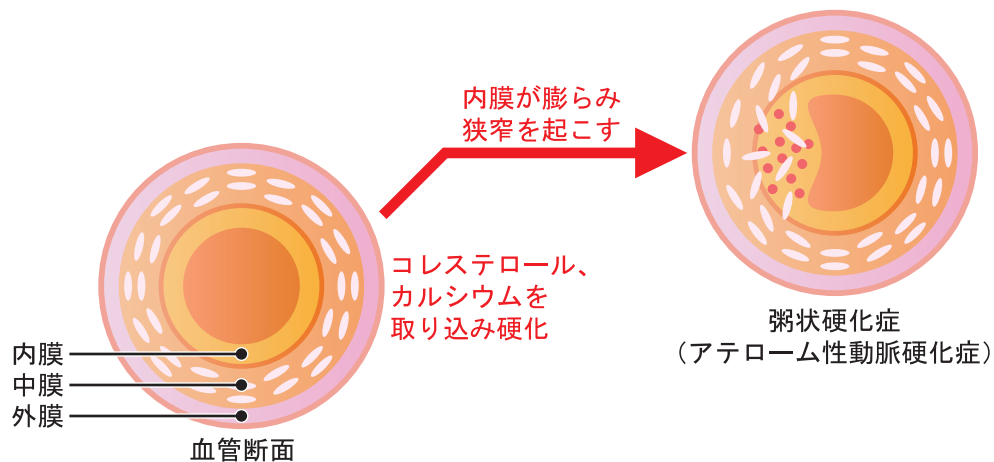 内膜が膨らみ
狭窄を起こす
コレステロール、
カルシウムを
取り込み硬化
内膜
中膜
外膜
血管断面
粥状硬化症
（アテローム性動脈硬化症）